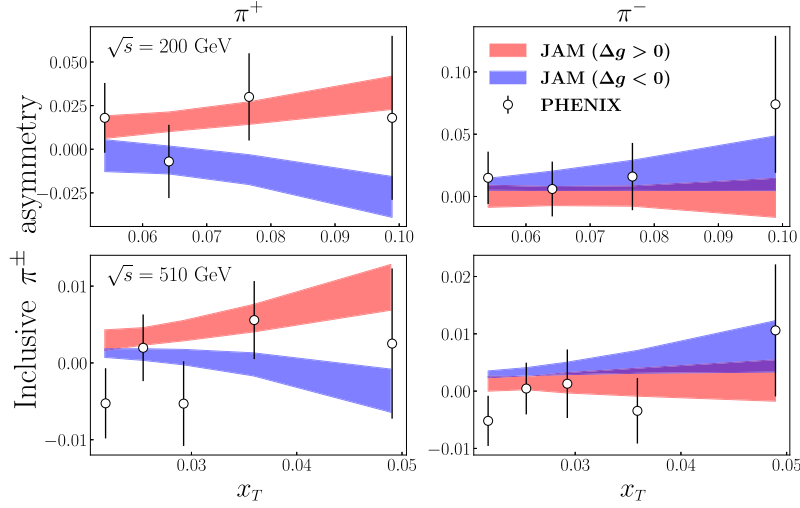 π⁺ π⁻
√s = 200 GeV
JAM (Δg > 0)
JAM (Δg < 0)
PHENIX
0.050
0.025
0.000
−0.025
0.10
0.05
0.00
0.06 0.07 0.08 0.09 0.10
0.06 0.07 0.08 0.09 0.10
Inclusive π± asymmetry
√s = 510 GeV
0.01
0.00
−0.01
0.02
0.01
0.00
−0.01
0.03 0.04 0.05
0.03 0.04 0.05
x_T x_T